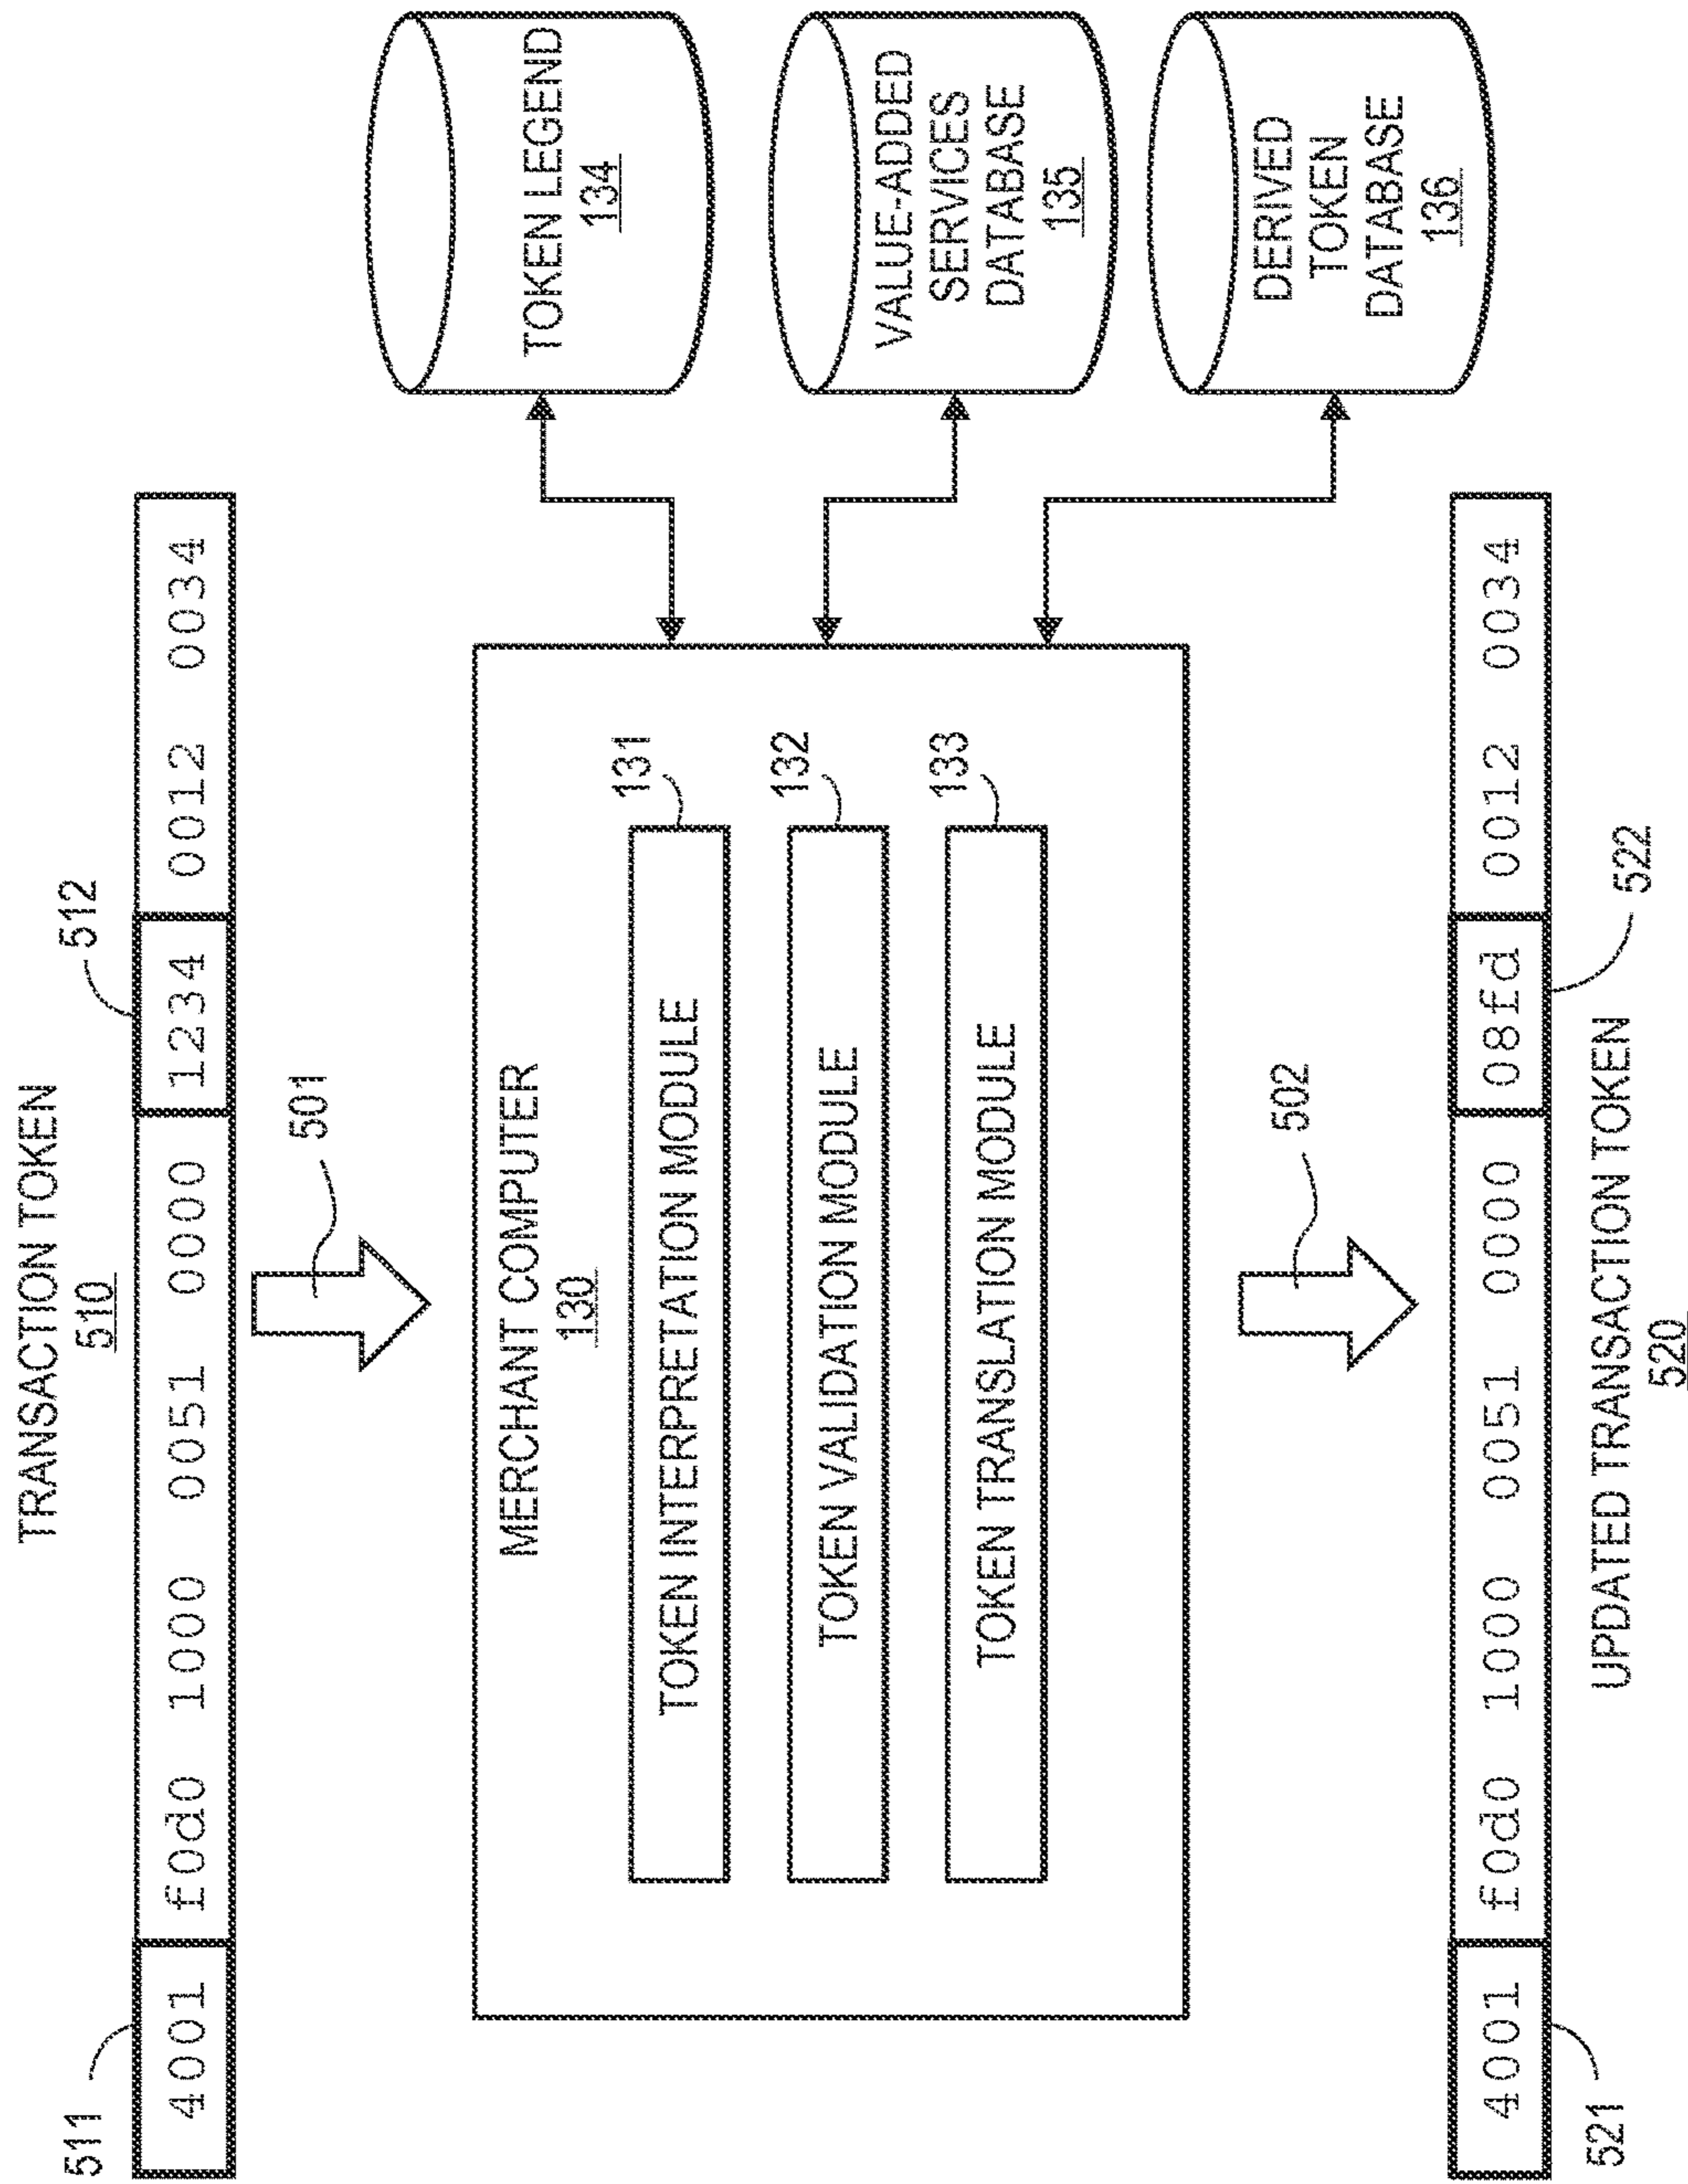 TRANSACTION TOKEN
510
511
512
4001 f0d0 1000 0051 0000 1234 0012 0034
501
MERCHANT COMPUTER
130
TOKEN INTERPRETATION MODULE
131
TOKEN VALIDATION MODULE
132
TOKEN TRANSLATION MODULE
133
TOKEN LEGEND
134
VALUE-ADDED
SERVICES
DATABASE
135
DERIVED
TOKEN
DATABASE
136
502
4001 f0d0 1000 0051 0000 08fd 0012 0034
521
522
UPDATED TRANSACTION TOKEN
520